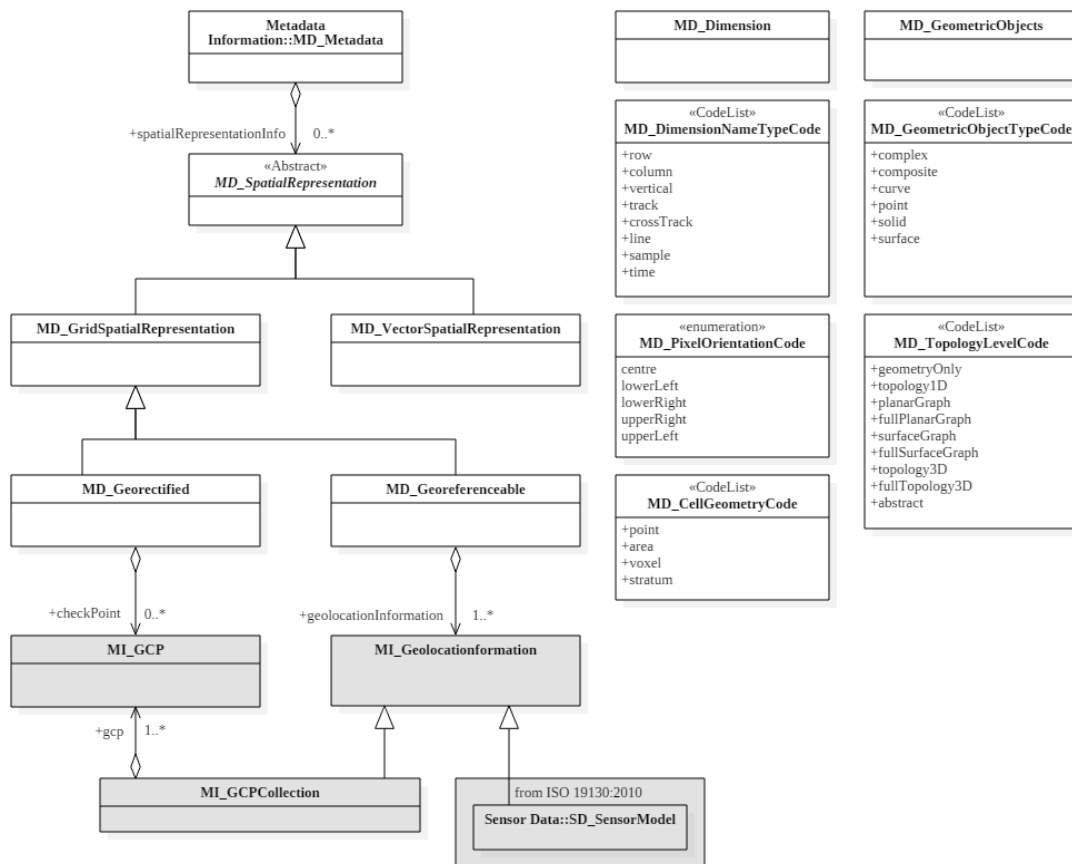 Metadata
Information::MD_Metadata
+spatialRepresentationInfo
0..*
«Abstract»
MD_SpatialRepresentation
MD_GridSpatialRepresentation
MD_VectorSpatialRepresentation
MD_Georectified
MD_Georeferenceable
+checkPoint
0..*
+geolocationInformation
1..*
MI_GCP
MI_Geolocationformation
+gcp
1..*
MI_GCPCollection
from ISO 19130:2010
Sensor Data::SD_SensorModel
MD_Dimension
MD_GeometricObjects
«CodeList»
MD_DimensionNameTypeCode
+row
+column
+vertical
+track
+crossTrack
+line
+sample
+time
«CodeList»
MD_GeometricObjectTypeCode
+complex
+composite
+curve
+point
+solid
+surface
«enumeration»
MD_PixelOrientationCode
centre
lowerLeft
lowerRight
upperRight
upperLeft
«CodeList»
MD_TopologyLevelCode
+geometryOnly
+topology1D
+planarGraph
+fullPlanarGraph
+surfaceGraph
+fullSurfaceGraph
+topology3D
+fullTopology3D
+abstract
«CodeList»
MD_CellGeometryCode
+point
+area
+voxel
+stratum